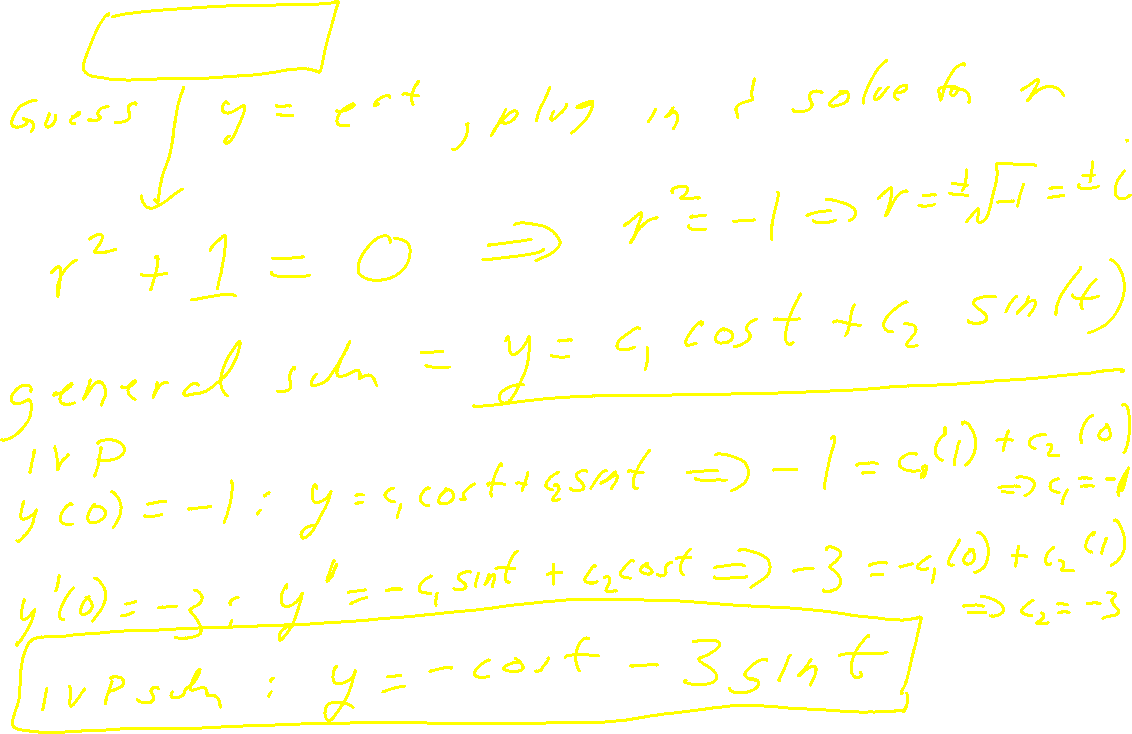 Guess y = e^rt, plug in & solve for r
r² + 1 = 0 ⇒ r² = -1 ⇒ r = ±√-1 = ±i
general soln = y = c₁ cos t + c₂ sin(t)
IVP
y(0) = -1 : y = c₁ cos t + c₂ sin t ⇒ -1 = c₁(1) + c₂(0)
⇒ c₁ = -1
y'(0) = -3 : y' = -c₁ sin t + c₂ cos t ⇒ -3 = -c₁(0) + c₂(1)
⇒ c₂ = -3
IVP soln : y = -cos t - 3 sin t